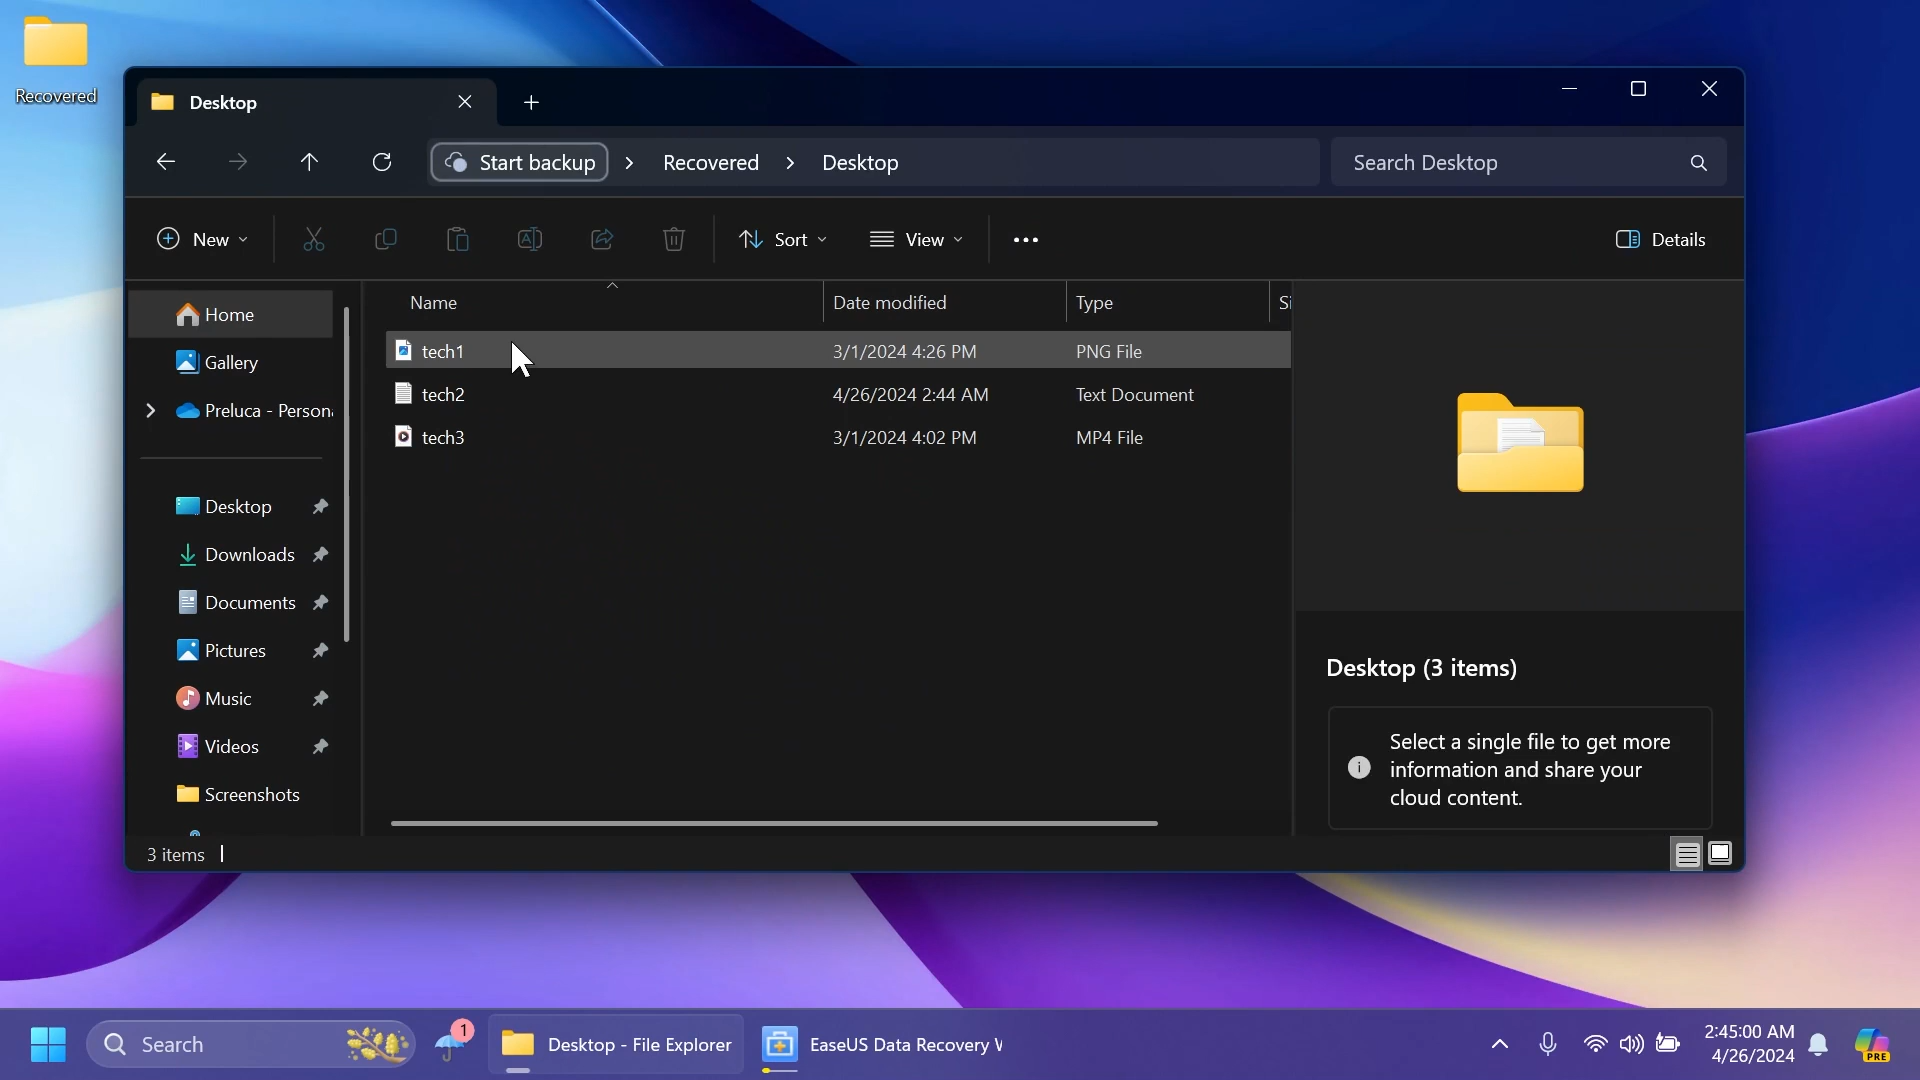 Recovered
Desktop
Start backup
Recovered
Desktop
Search Desktop
New
Sort
View
Details
Home
Gallery
Preluca - Person
Desktop
Downloads
Documents
Pictures
Music
Videos
Screenshots
Name
Date modified
Type
Si
tech1
3/1/2024 4:26 PM
PNG File
tech2
4/26/2024 2:44 AM
Text Document
tech3
3/1/2024 4:02 PM
MP4 File
Desktop (3 items)
Select a single file to get more
information and share your
cloud content.
3 items
Search
1
Desktop - File Explorer
EaseUS Data Recovery
2:45:00 AM
4/26/2024
PRE